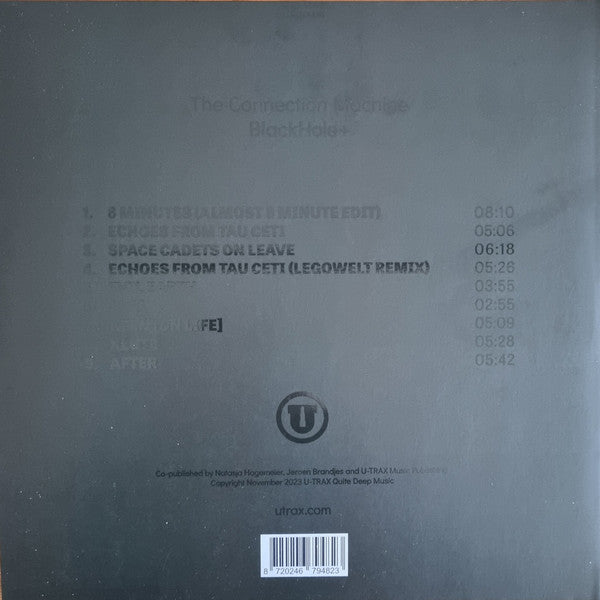 The Connection Machine
BlackHole+
1. 8 MINUTES (ALMOST 8 MINUTE EDIT) 08:10
2. ECHOES FROM TAU CETI 05:06
3. SPACE CADETS ON LEAVE 06:18
4. ECHOES FROM TAU CETI (LEGOWELT REMIX) 05:26
03:55
02:55
05:09
05:28
9. AFTER 05:42
U
Co-published by Natasja Hagemeier, Jeroen Brandjes and U-TRAX Music Publishing
Copyright November 2023 U-TRAX Quite Deep Music
utrax.com
8 720246 794823